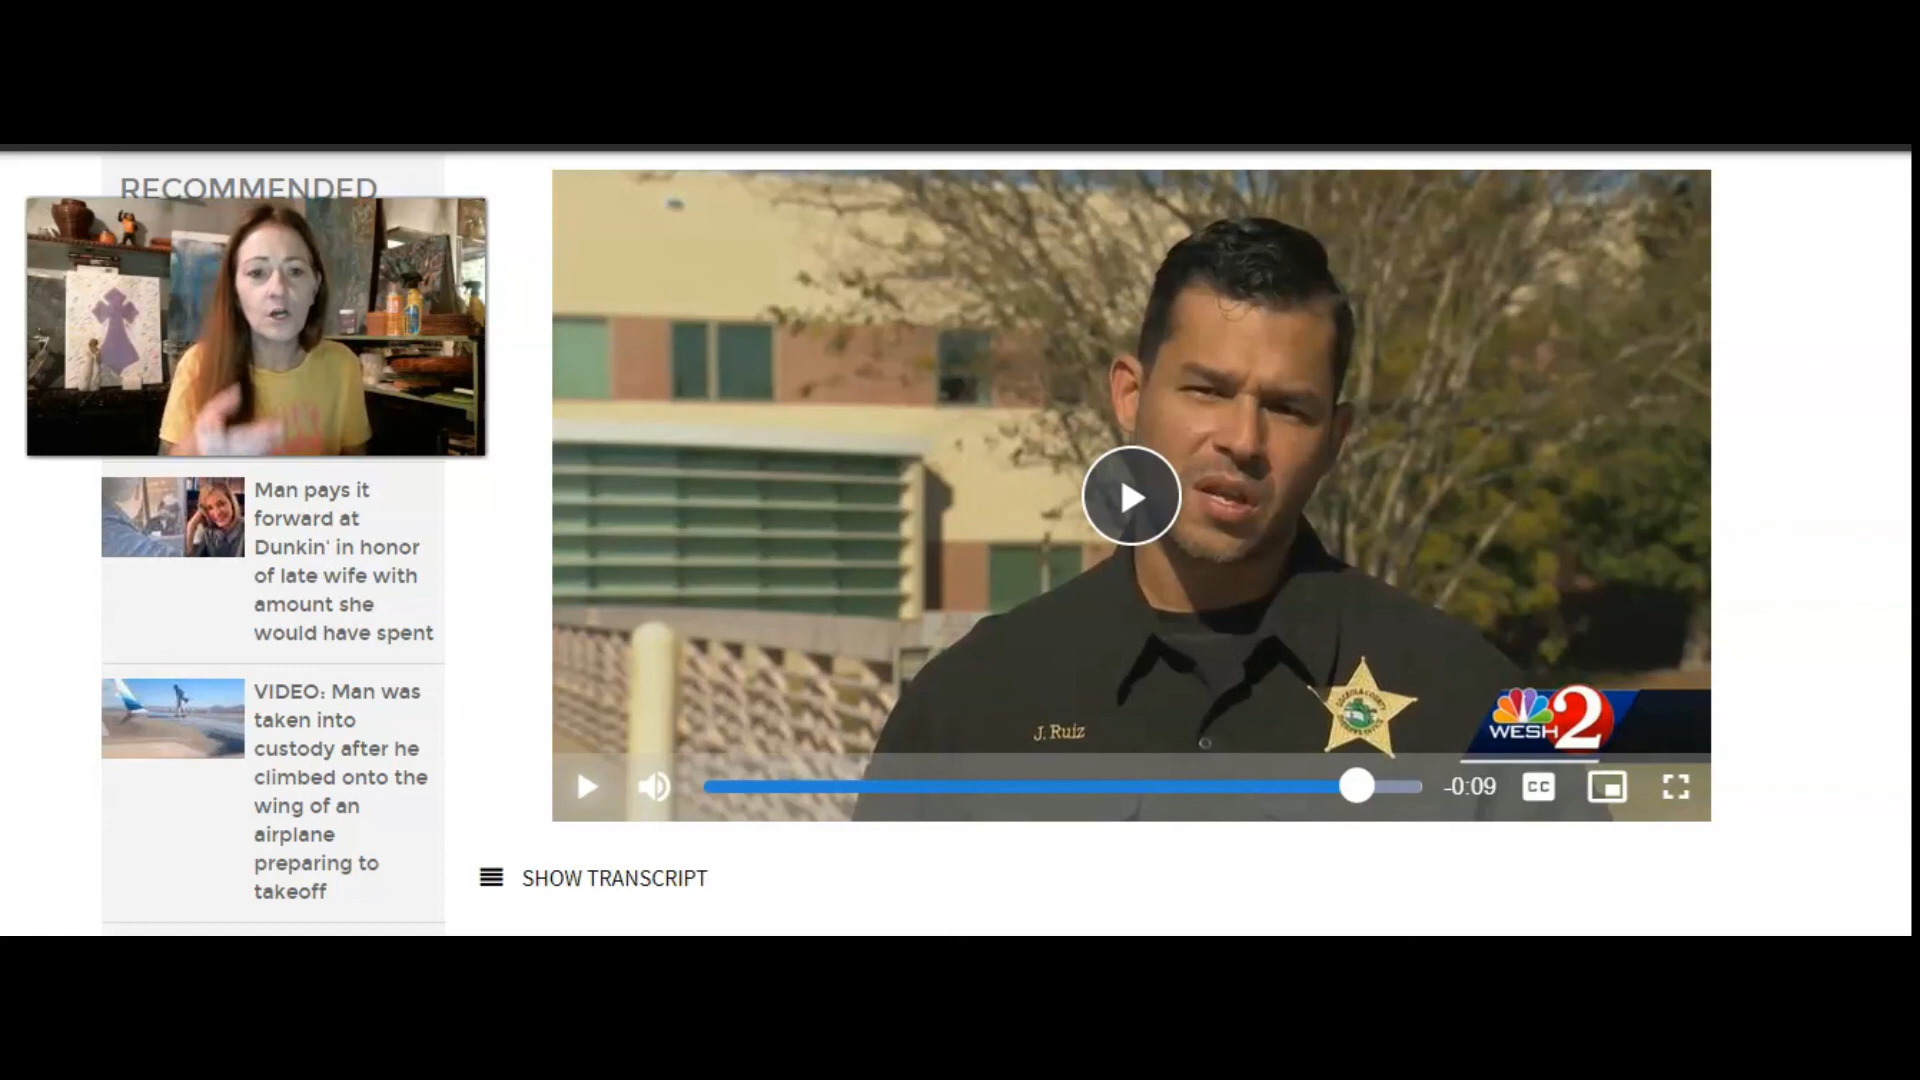 RECOMMENDED
Man pays it
forward at
Dunkin' in honor
of late wife with
amount she
would have spent
VIDEO: Man was
taken into
custody after he
climbed onto the
wing of an
airplane
preparing to
takeoff
J. Ruiz
WESH 2
-0:09
CC
SHOW TRANSCRIPT